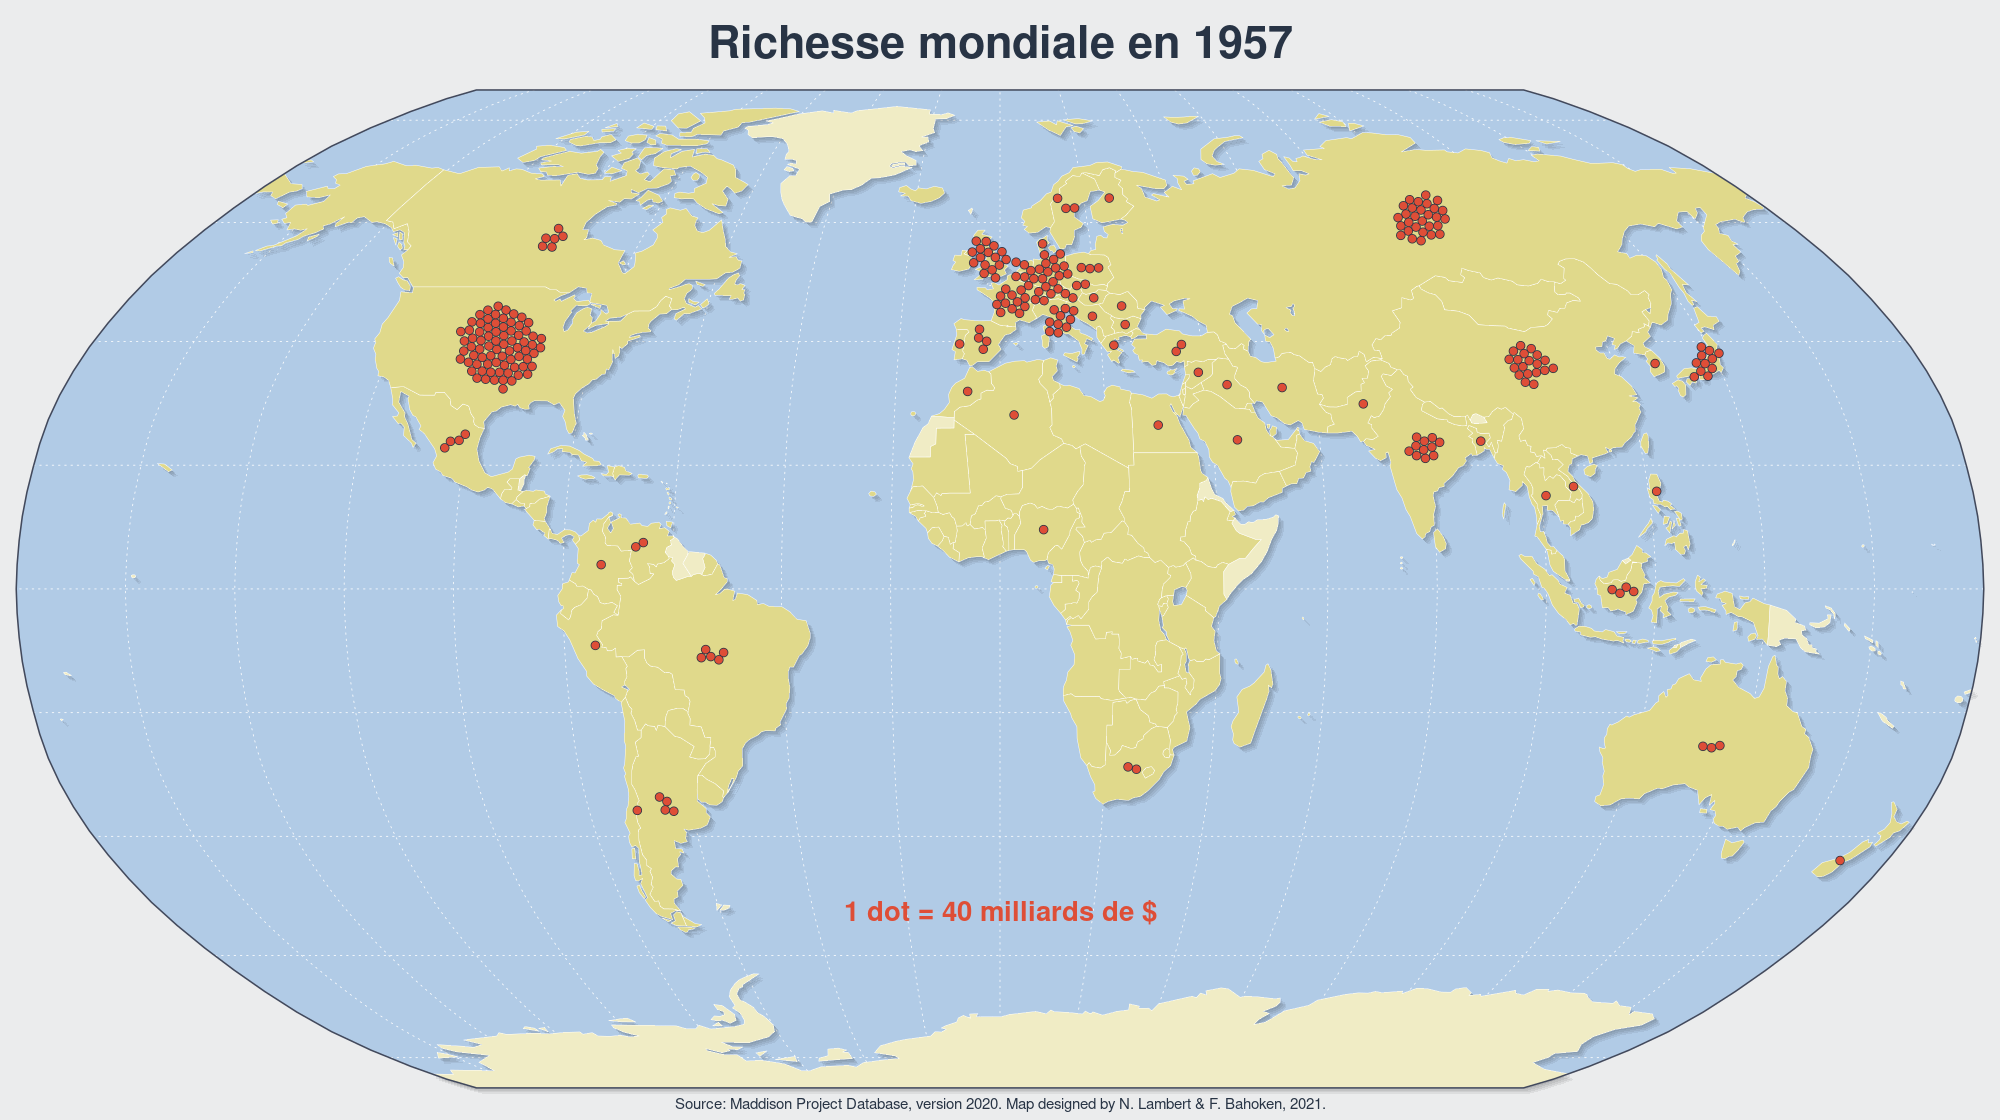 Richesse mondiale en 1957
1 dot = 40 milliards de $
Source: Maddison Project Database, version 2020. Map designed by N. Lambert & F. Bahoken, 2021.